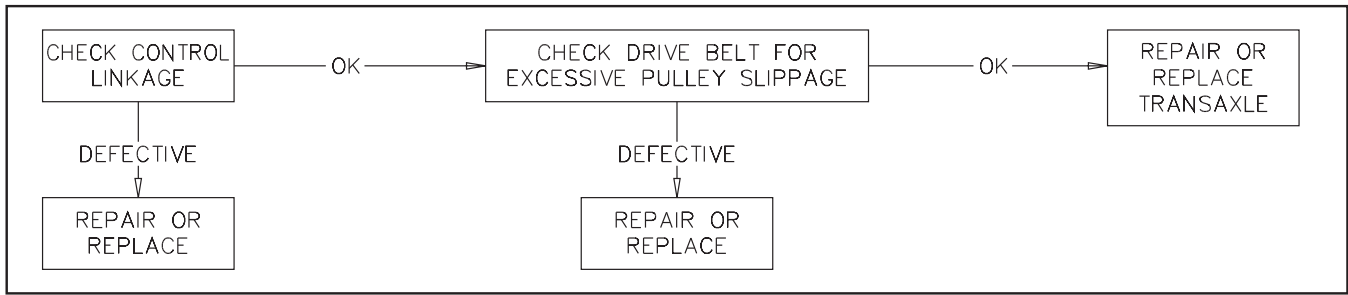 CHECK CONTROL
LINKAGE
OK
CHECK DRIVE BELT FOR
EXCESSIVE PULLEY SLIPPAGE
OK
REPAIR OR
REPLACE
TRANSAXLE
DEFECTIVE
DEFECTIVE
REPAIR OR
REPLACE
REPAIR OR
REPLACE